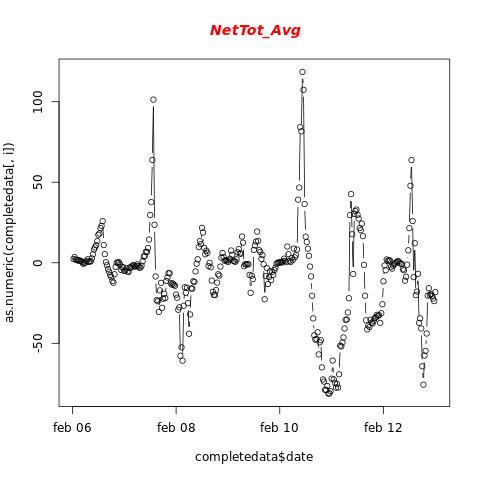 NetTot_Avg
as.numeric(completedata[, i])
100
50
0
-50
feb 06
feb 08
feb 10
feb 12
completedata$date